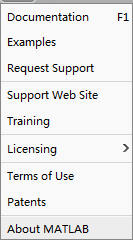 Documentation F1
Examples
Request Support
Support Web Site
Training
Licensing
Terms of Use
Patents
About MATLAB